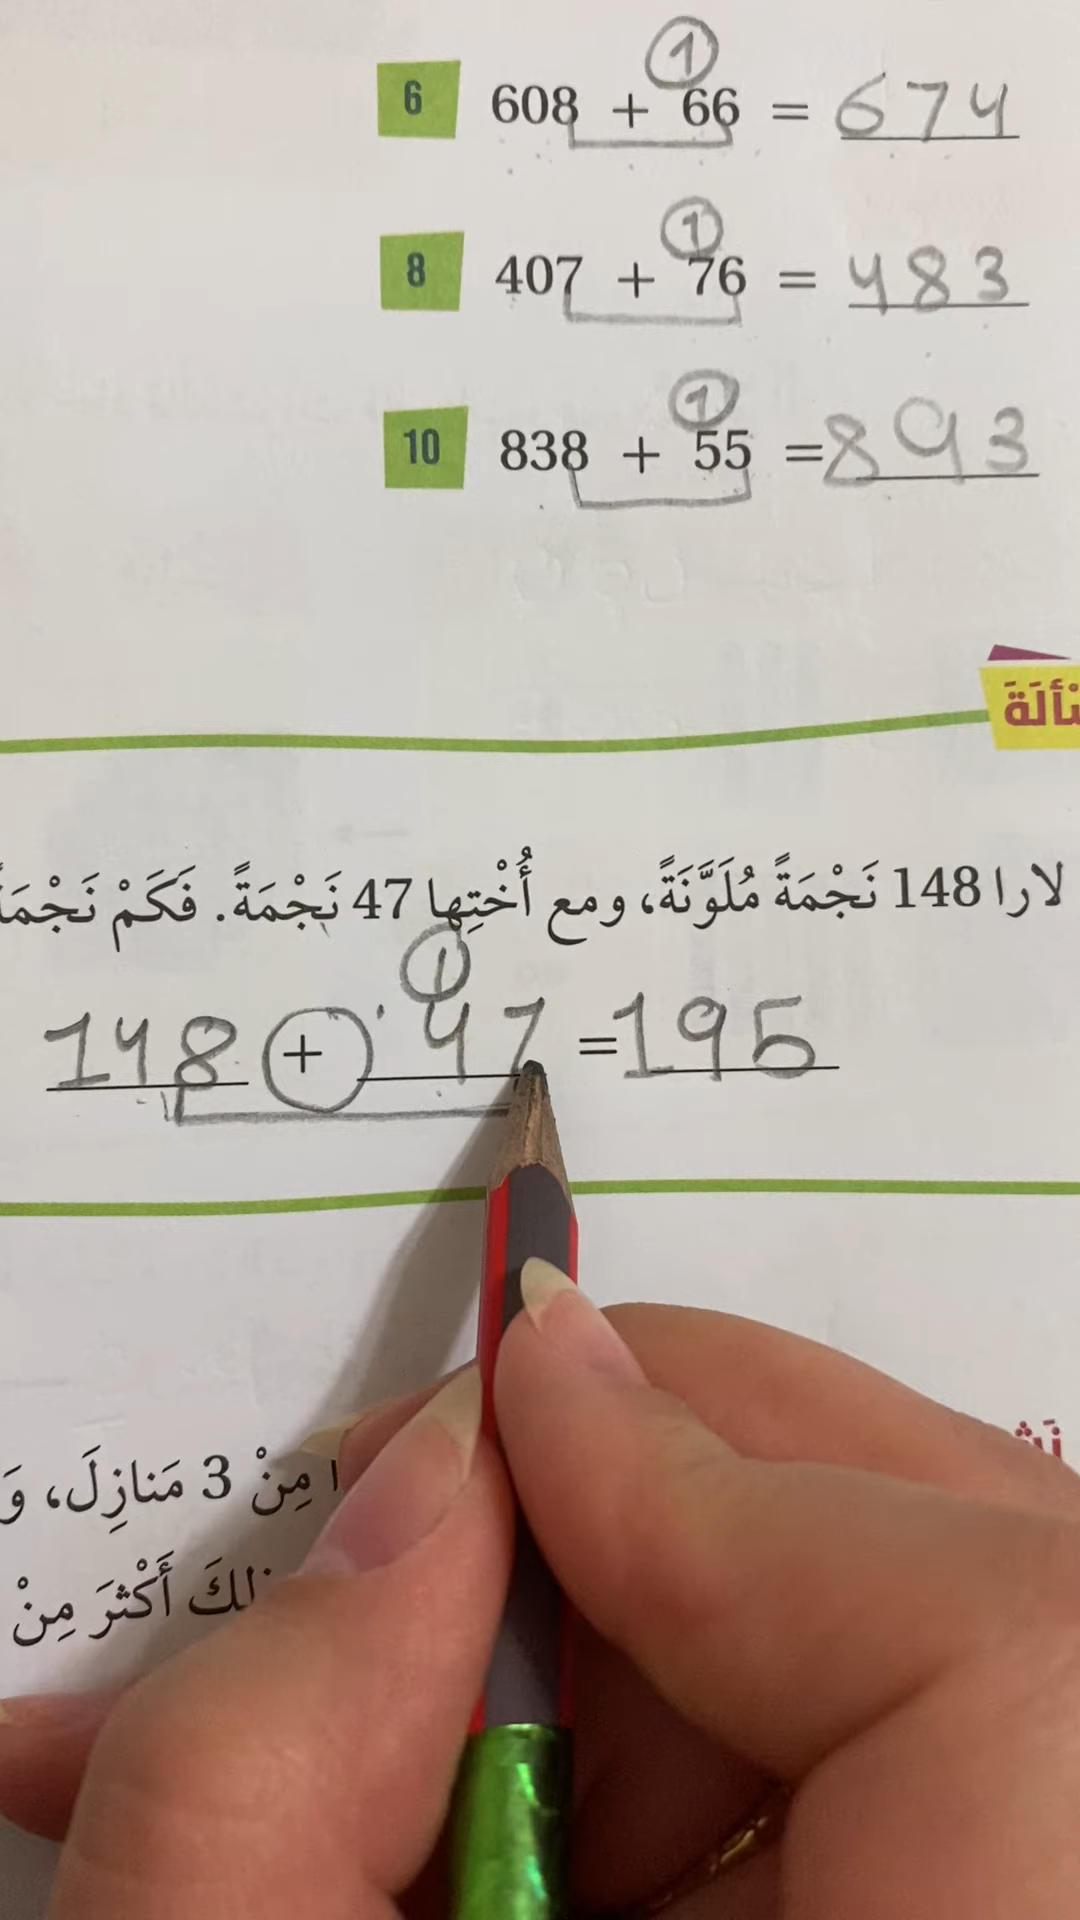 6 608 + 66 = 674
1
8 407 + 76 = 483
1
10 838 + 55 = 893
1
لارا 148 نَجْمَةً مُلَوَّنَةً، ومع أُخْتِها 47 نَجْمَةً. فَكَمْ
1
148 + 47 = 195
مِنْ 3 مَنازِلَ،
أَكْثَرَ مِنْ